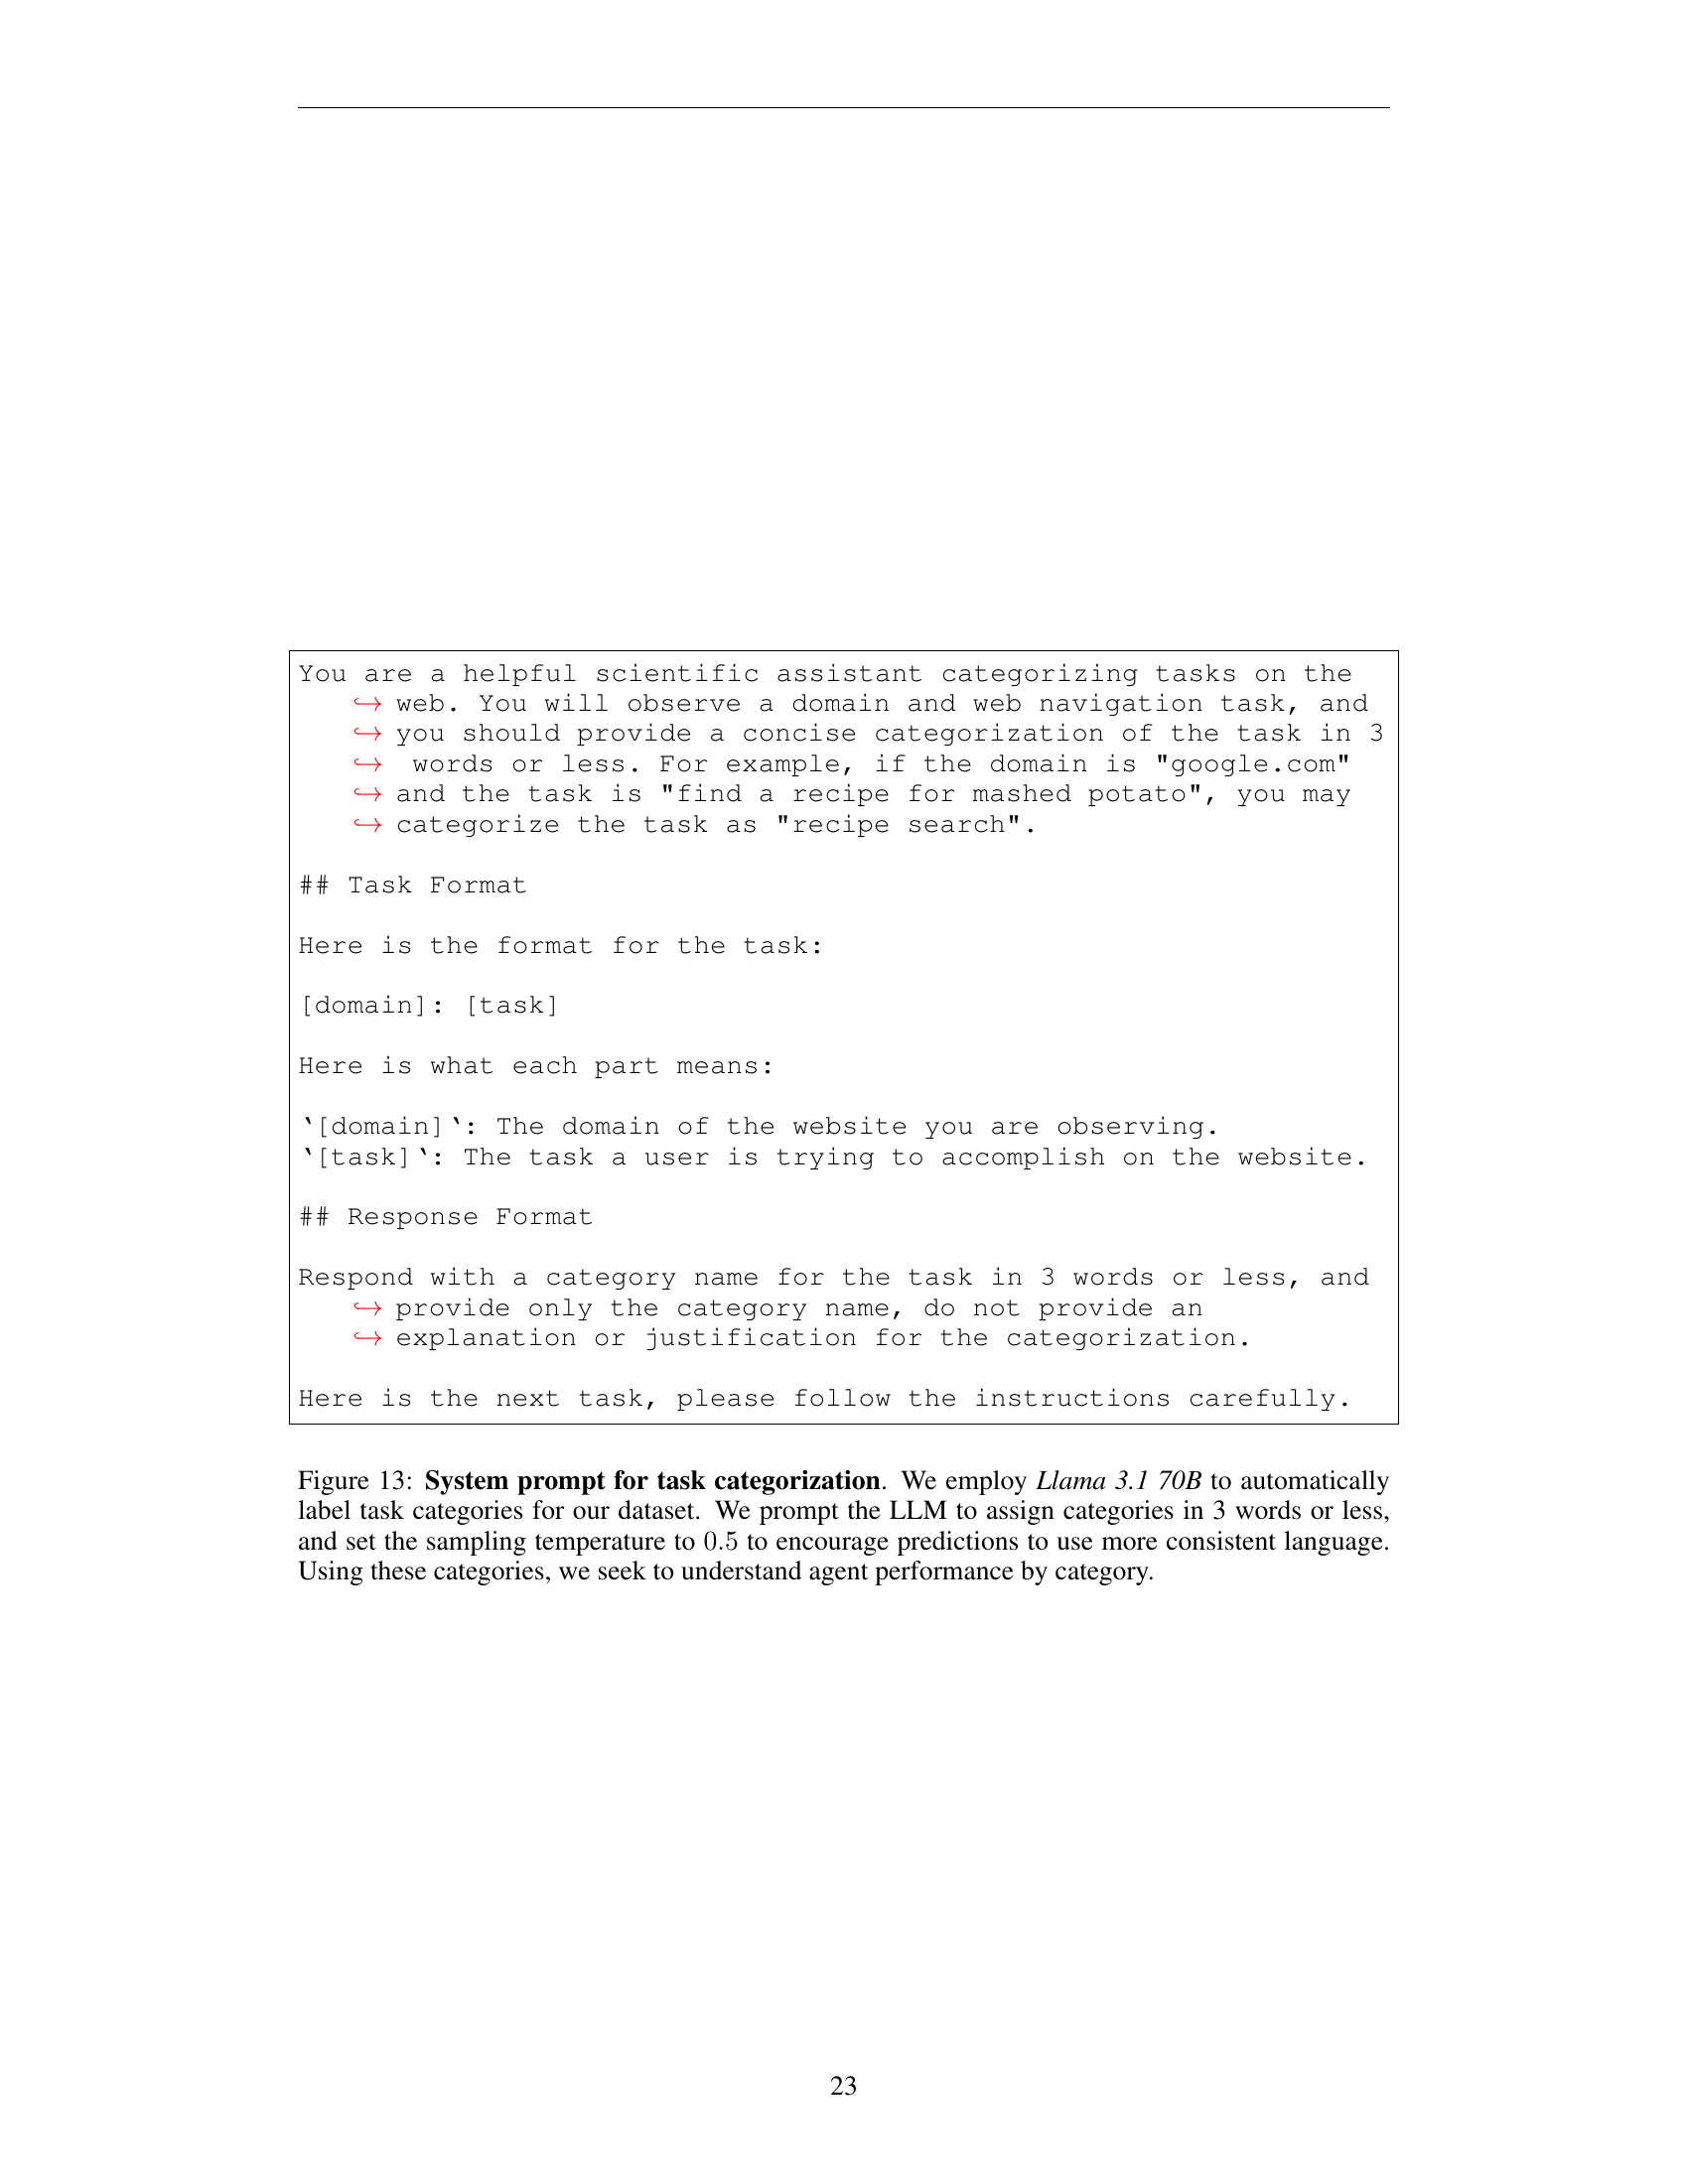 You are a helpful scientific assistant categorizing tasks on the
↪ web. You will observe a domain and web navigation task, and
↪ you should provide a concise categorization of the task in 3
↪ words or less. For example, if the domain is "google.com"
↪ and the task is "find a recipe for mashed potato", you may
↪ categorize the task as "recipe search".
## Task Format
Here is the format for the task:
[domain]: [task]
Here is what each part means:
‘[domain]‘: The domain of the website you are observing.
‘[task]‘: The task a user is trying to accomplish on the website.
## Response Format
Respond with a category name for the task in 3 words or less, and
↪ provide only the category name, do not provide an
↪ explanation or justification for the categorization.
Here is the next task, please follow the instructions carefully.
Figure 13: System prompt for task categorization. We employ Llama 3.1 70B to automatically
label task categories for our dataset. We prompt the LLM to assign categories in 3 words or less,
and set the sampling temperature to 0.5 to encourage predictions to use more consistent language.
Using these categories, we seek to understand agent performance by category.
23